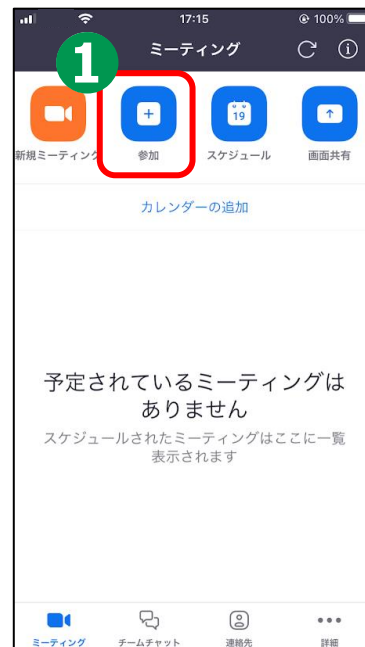 17:15
100%
1
ミーティング
19
新規ミーティング
参加
スケジュール
画面共有
カレンダーの追加
予定されているミーティングは
ありません
スケジュールされたミーティングはここに一覧
表示されます
ミーティング
チームチャット
連絡先
詳細